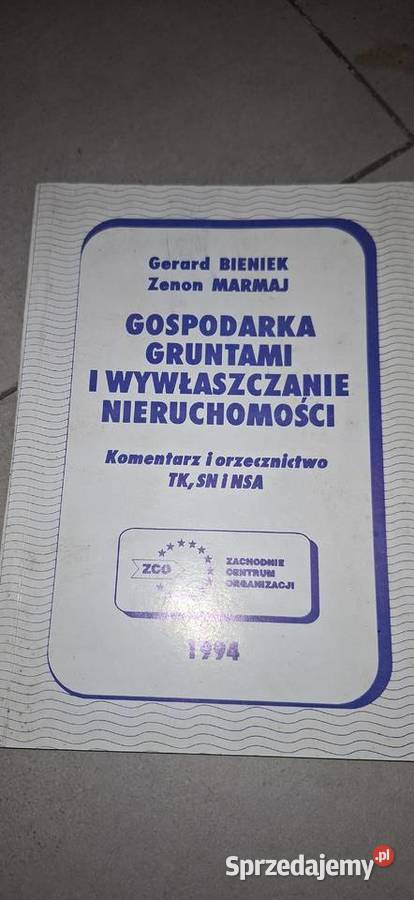 Gerard BIENIEK
Zenon MARMAJ
GOSPODARKA
GRUNTAMI
I WYWŁASZCZANIE
NIERUCHOMOŚCI
Komentarz i orzecznictwo
TK, SN i NSA
ZCO
ZACHODNIE
CENTRUM
ORGANIZACJI
1994
Sprzedajemy.pl